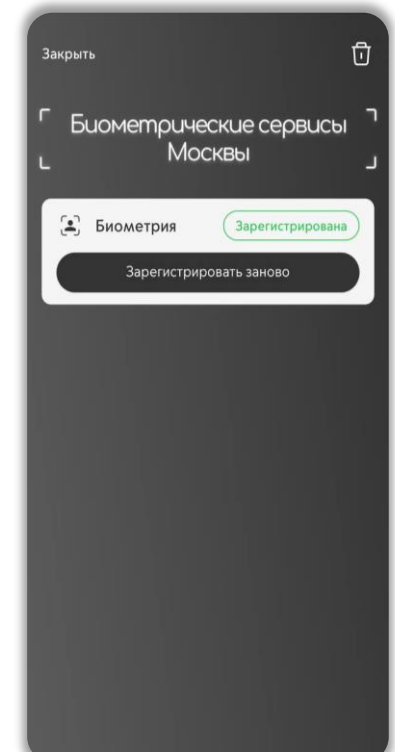 Закрыть
Биометрические сервисы
Москвы
Биометрия
Зарегистрирована
Зарегистрировать заново